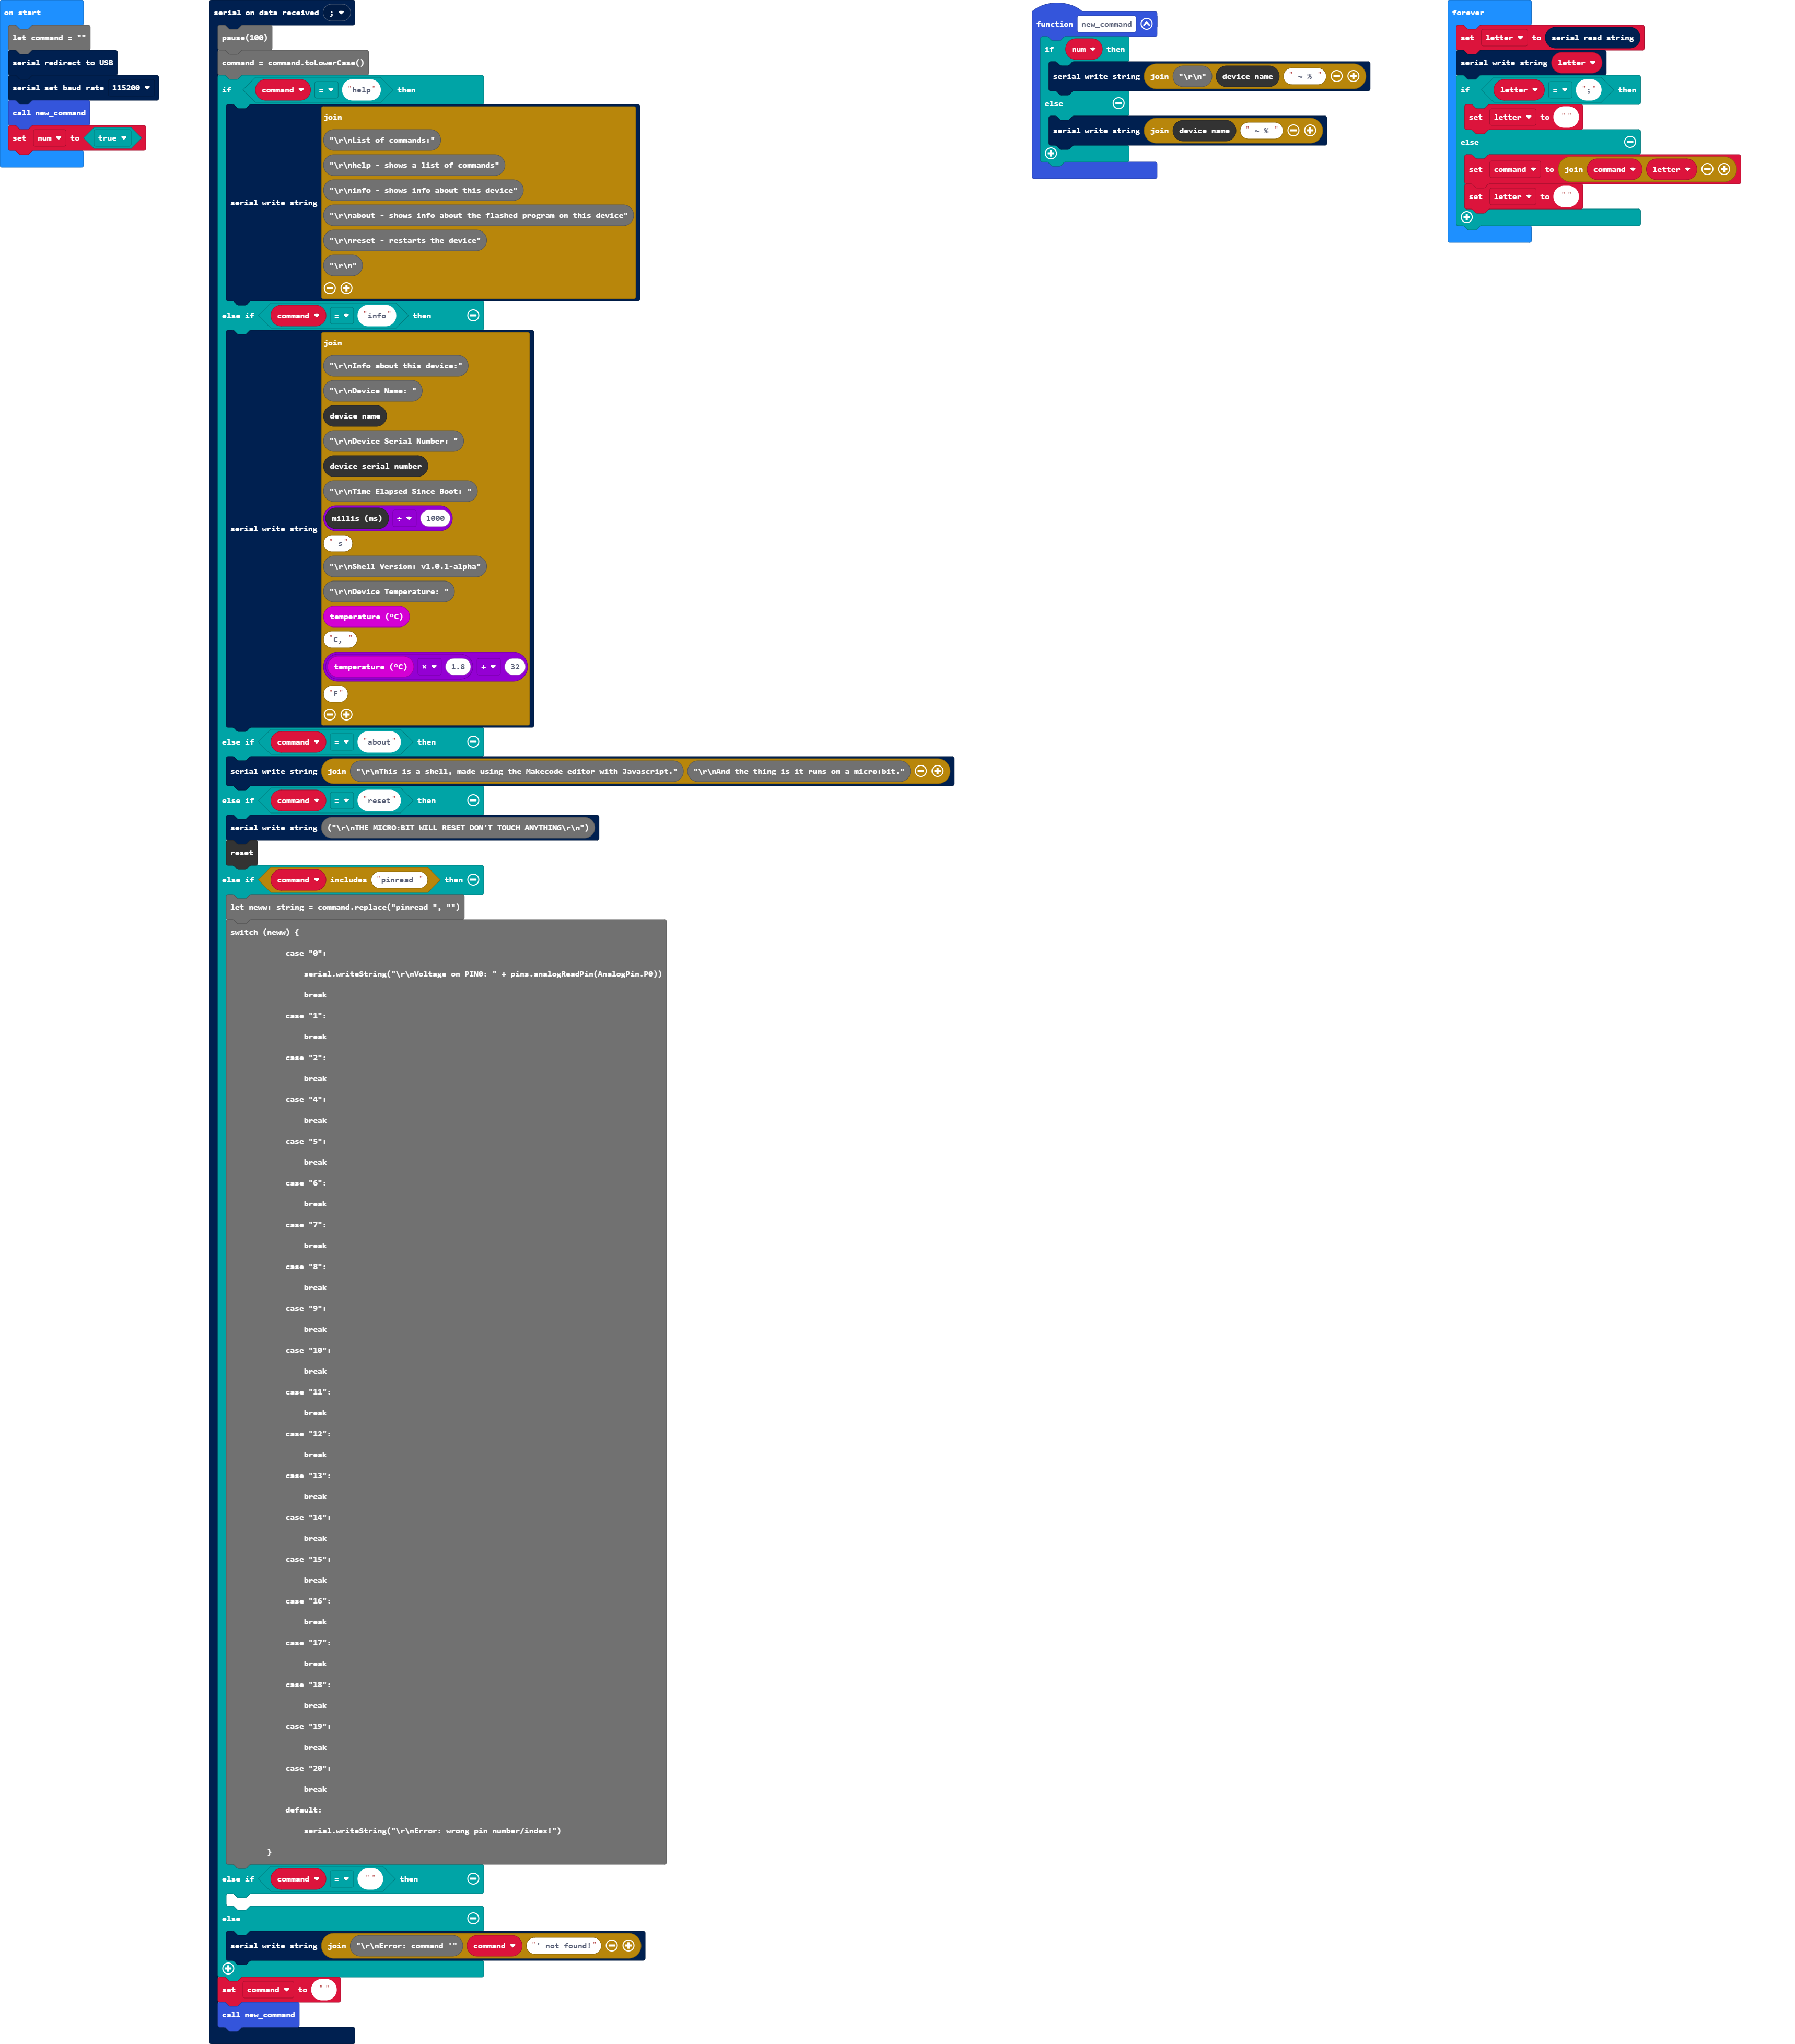 on start
let command = ""
serial redirect to USB
serial set baud rate 115200
call new_command
set num to true
serial on data received ;
pause(100)
command = command.toLowerCase()
if command = "help" then
serial write string join
"\r\nList of commands:"
"\r\nhelp - shows a list of commands"
"\r\ninfo - shows info about this device"
"\r\nabout - shows info about the flashed program on this device"
"\r\nreset - restarts the device"
"\r\n"
else if command = "info" then
serial write string join
"\r\nInfo about this device:"
"\r\nDevice Name: "
device name
"\r\nDevice Serial Number: "
device serial number
"\r\nTime Elapsed Since Boot: "
millis (ms) ÷ 1000
" s"
"\r\nShell Version: v1.0.1-alpha"
"\r\nDevice Temperature: "
temperature (°C)
"C, "
temperature (°C) × 1.8 + 32
"F"
else if command = "about" then
serial write string join "\r\nThis is a shell, made using the Makecode editor with Javascript." "\r\nAnd the thing is it runs on a micro:bit."
else if command = "reset" then
serial write string ("\r\nTHE MICRO:BIT WILL RESET DON'T TOUCH ANYTHING\r\n")
reset
else if command includes "pinread " then
let neww: string = command.replace("pinread ", "")
switch (neww) {
case "0":
serial.writeString("\r\nVoltage on PIN0: " + pins.analogReadPin(AnalogPin.P0))
break
case "1":
break
case "2":
break
case "4":
break
case "5":
break
case "6":
break
case "7":
break
case "8":
break
case "9":
break
case "10":
break
case "11":
break
case "12":
break
case "13":
break
case "14":
break
case "15":
break
case "16":
break
case "17":
break
case "18":
break
case "19":
break
case "20":
break
default:
serial.writeString("\r\nError: wrong pin number/index!")
}
else if command = "" then
else
serial write string join "\r\nError: command '" command "' not found!"
set command to ""
call new_command
function new_command
if num then
serial write string join "\r\n" device name " ~ % "
else
serial write string join device name " ~ % "
forever
set letter to serial read string
serial write string letter
if letter = ";" then
set letter to ""
else
set command to join command letter
set letter to ""